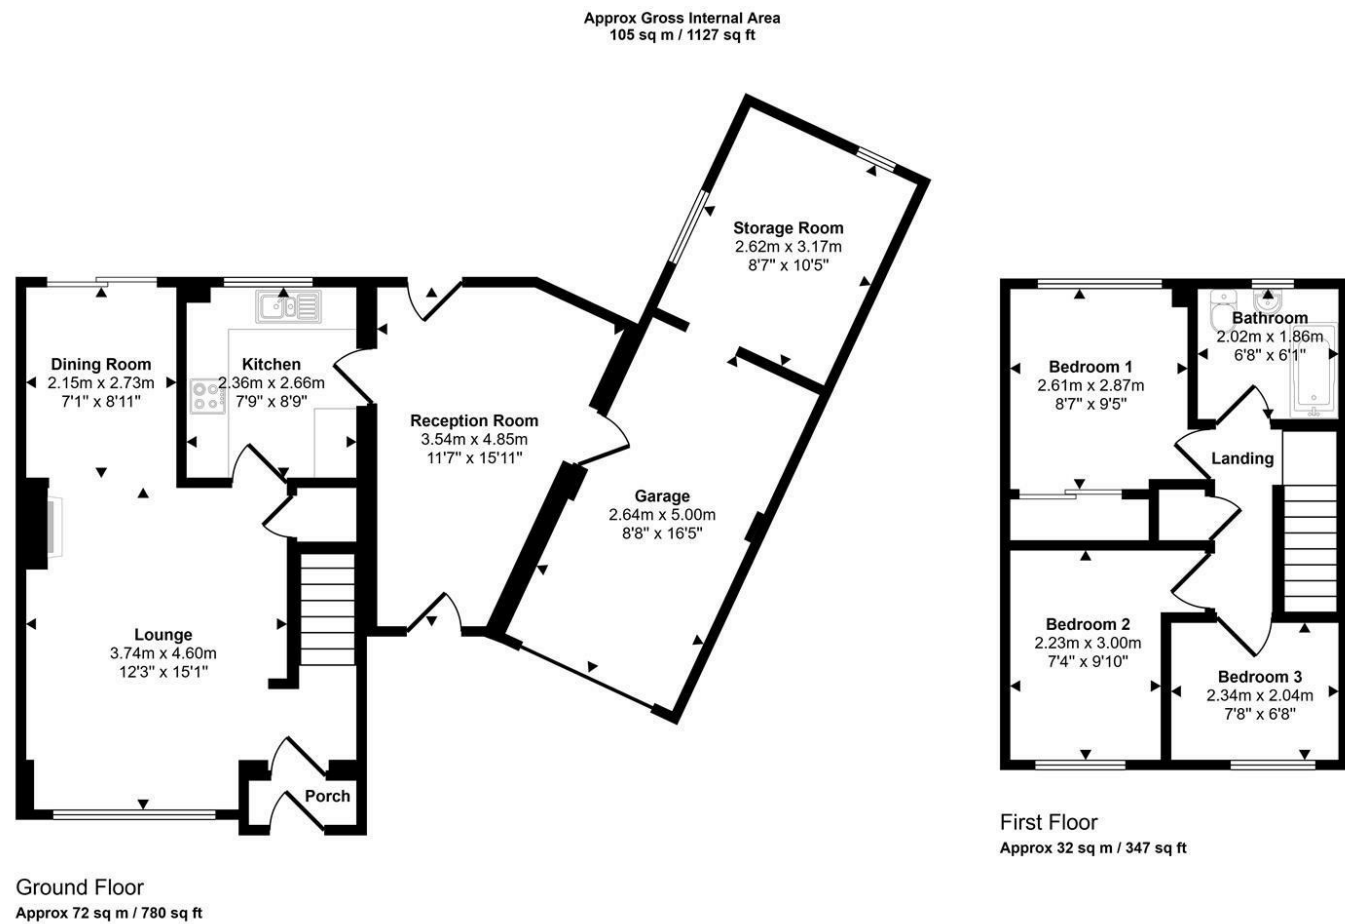 Approx Gross Internal Area
105 sq m / 1127 sq ft
Storage Room
2.62m x 3.17m
8'7" x 10'5"
Dining Room
2.15m x 2.73m
7'1" x 8'11"
Kitchen
2.36m x 2.66m
7'9" x 8'9"
Reception Room
3.54m x 4.85m
11'7" x 15'11"
Garage
2.64m x 5.00m
8'8" x 16'5"
Lounge
3.74m x 4.60m
12'3" x 15'1"
Porch
Ground Floor
Approx 72 sq m / 780 sq ft
Bedroom 1
2.61m x 2.87m
8'7" x 9'5"
Bathroom
2.02m x 1.86m
6'8" x 6'1"
Landing
Bedroom 2
2.23m x 3.00m
7'4" x 9'10"
Bedroom 3
2.34m x 2.04m
7'8" x 6'8"
First Floor
Approx 32 sq m / 347 sq ft